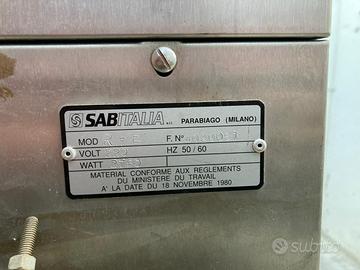 SABITALIA s.r.l. PARABIAGO (MILANO)
MOD F. N°
VOLT 220 HZ 50/60
WATT
MATERIAL CONFORME AUX REGLEMENTS
DU MINISTERE DU TRAVAIL
A' LA DATE DU 18 NOVEMBRE 1980
subito